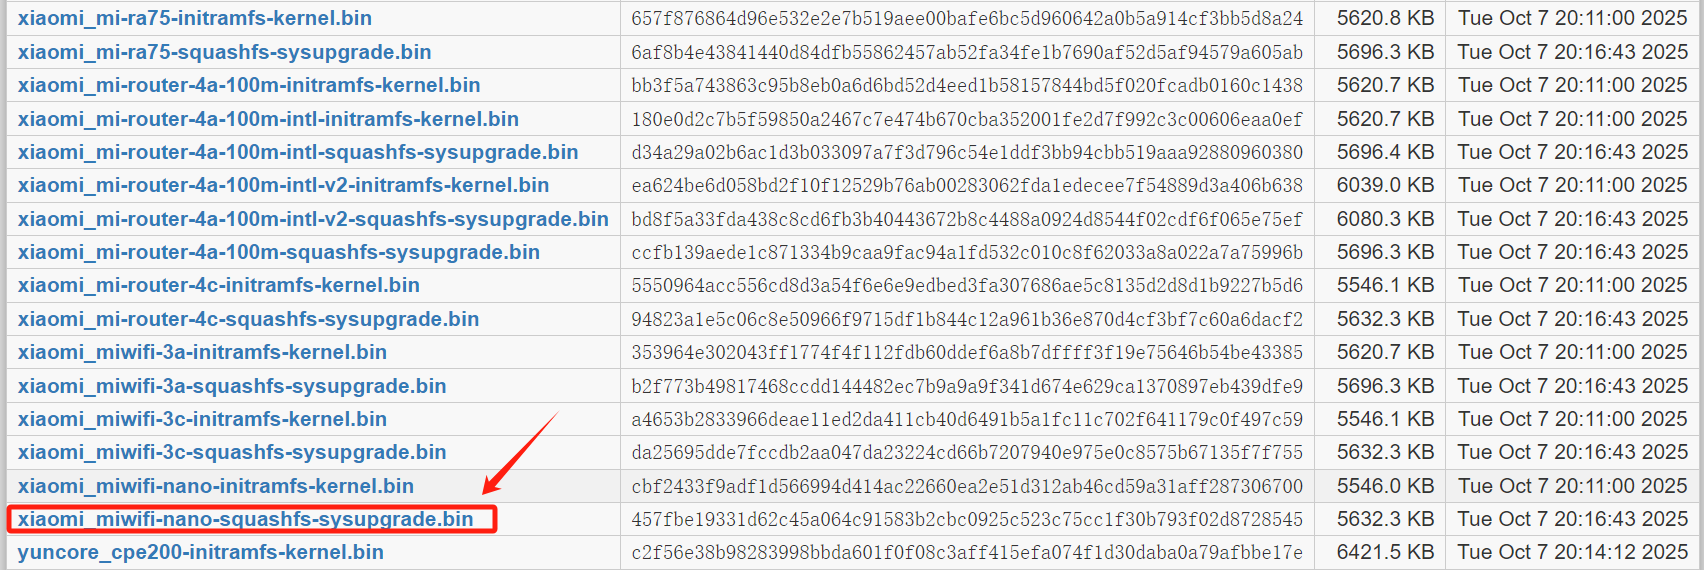 xiaomi_mi-ra75-initramfs-kernel.bin 657f876864d96e532e2e7b519aee00bafe6bc5d960642a0b5a914cf3bb5d8a24 5620.8 KB Tue Oct 7 20:11:00 2025
xiaomi_mi-ra75-squashfs-sysupgrade.bin 6af8b4e43841440d84dfb55862457ab52fa34fe1b7690af52d5af94579a605ab 5696.3 KB Tue Oct 7 20:16:43 2025
xiaomi_mi-router-4a-100m-initramfs-kernel.bin bb3f5a743863c95b8eb0a6d6bd52d4eed1b58157844bd5f020fcadb0160c1438 5620.7 KB Tue Oct 7 20:11:00 2025
xiaomi_mi-router-4a-100m-intl-initramfs-kernel.bin 180e0d2c7b5f59850a2467c7e474b670cba352001fe2d7f992c3c00606eaa0ef 5620.7 KB Tue Oct 7 20:11:00 2025
xiaomi_mi-router-4a-100m-intl-squashfs-sysupgrade.bin d34a29a02b6ac1d3b033097a7f3d796c54e1ddf3bb94cbb519aaa92880960380 5696.4 KB Tue Oct 7 20:16:43 2025
xiaomi_mi-router-4a-100m-intl-v2-initramfs-kernel.bin ea624be6d058bd2f10f12529b76ab00283062fda1edecee7f54889d3a406b638 6039.0 KB Tue Oct 7 20:11:00 2025
xiaomi_mi-router-4a-100m-intl-v2-squashfs-sysupgrade.bin bd8f5a33fda438c8cd6fb3b40443672b8c4488a0924d8544f02cdf6f065e75ef 6080.3 KB Tue Oct 7 20:16:43 2025
xiaomi_mi-router-4a-100m-squashfs-sysupgrade.bin ccfb139aede1c871334b9caa9fac94a1fd532c010c8f62033a8a022a7a75996b 5696.3 KB Tue Oct 7 20:16:43 2025
xiaomi_mi-router-4c-initramfs-kernel.bin 5550964acc556cd8d3a54f6e6e9edbed3fa307686ae5c8135d2d8d1b9227b5d6 5546.1 KB Tue Oct 7 20:11:00 2025
xiaomi_mi-router-4c-squashfs-sysupgrade.bin 94823a1e5c06c8e50966f9715df1b844c12a961b36e870d4cf3bf7c60a6dacf2 5632.3 KB Tue Oct 7 20:16:43 2025
xiaomi_miwifi-3a-initramfs-kernel.bin 353964e302043ff1774f4f112fdb60ddef6a8b7dffff3f19e75646b54be43385 5620.7 KB Tue Oct 7 20:11:00 2025
xiaomi_miwifi-3a-squashfs-sysupgrade.bin b2f773b49817468ccdd144482ec7b9a9a9f341d674e629ca1370897eb439dfe9 5696.3 KB Tue Oct 7 20:16:43 2025
xiaomi_miwifi-3c-initramfs-kernel.bin a4653b2833966deae11ed2da411cb40d6491b5a1fc11c702f641179c0f497c59 5546.1 KB Tue Oct 7 20:11:00 2025
xiaomi_miwifi-3c-squashfs-sysupgrade.bin da25695dde7fccdb2aa047da23224cd66b7207940e975e0c8575b67135f7f755 5632.3 KB Tue Oct 7 20:16:43 2025
xiaomi_miwifi-nano-initramfs-kernel.bin cbf2433f9adf1d566994d414ac22660ea2e51d312ab46cd59a31aff287306700 5546.0 KB Tue Oct 7 20:11:00 2025
xiaomi_miwifi-nano-squashfs-sysupgrade.bin 457fbe19331d62c45a064c91583b2cbc0925c523c75cc1f30b793f02d8728545 5632.3 KB Tue Oct 7 20:16:43 2025
yuncore_cpe200-initramfs-kernel.bin c2f56e38b98283998bbda601f0f08c3aff415efa074f1d30daba0a79afbbe17e 6421.5 KB Tue Oct 7 20:14:12 2025